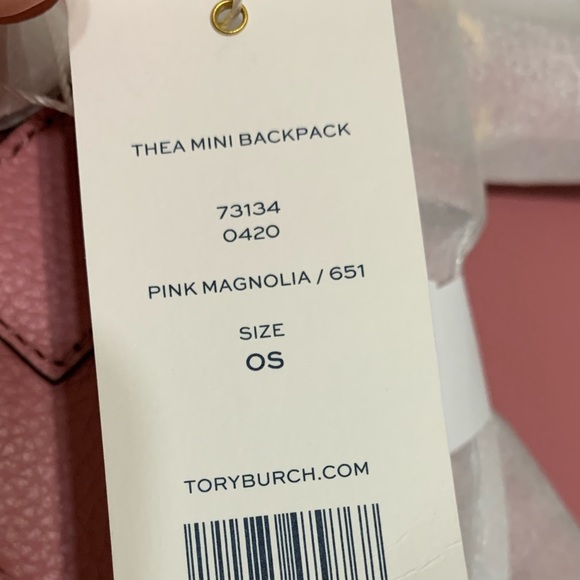 THEA MINI BACKPACK
73134
0420
PINK MAGNOLIA / 651
SIZE
OS
TORYBURCH.COM